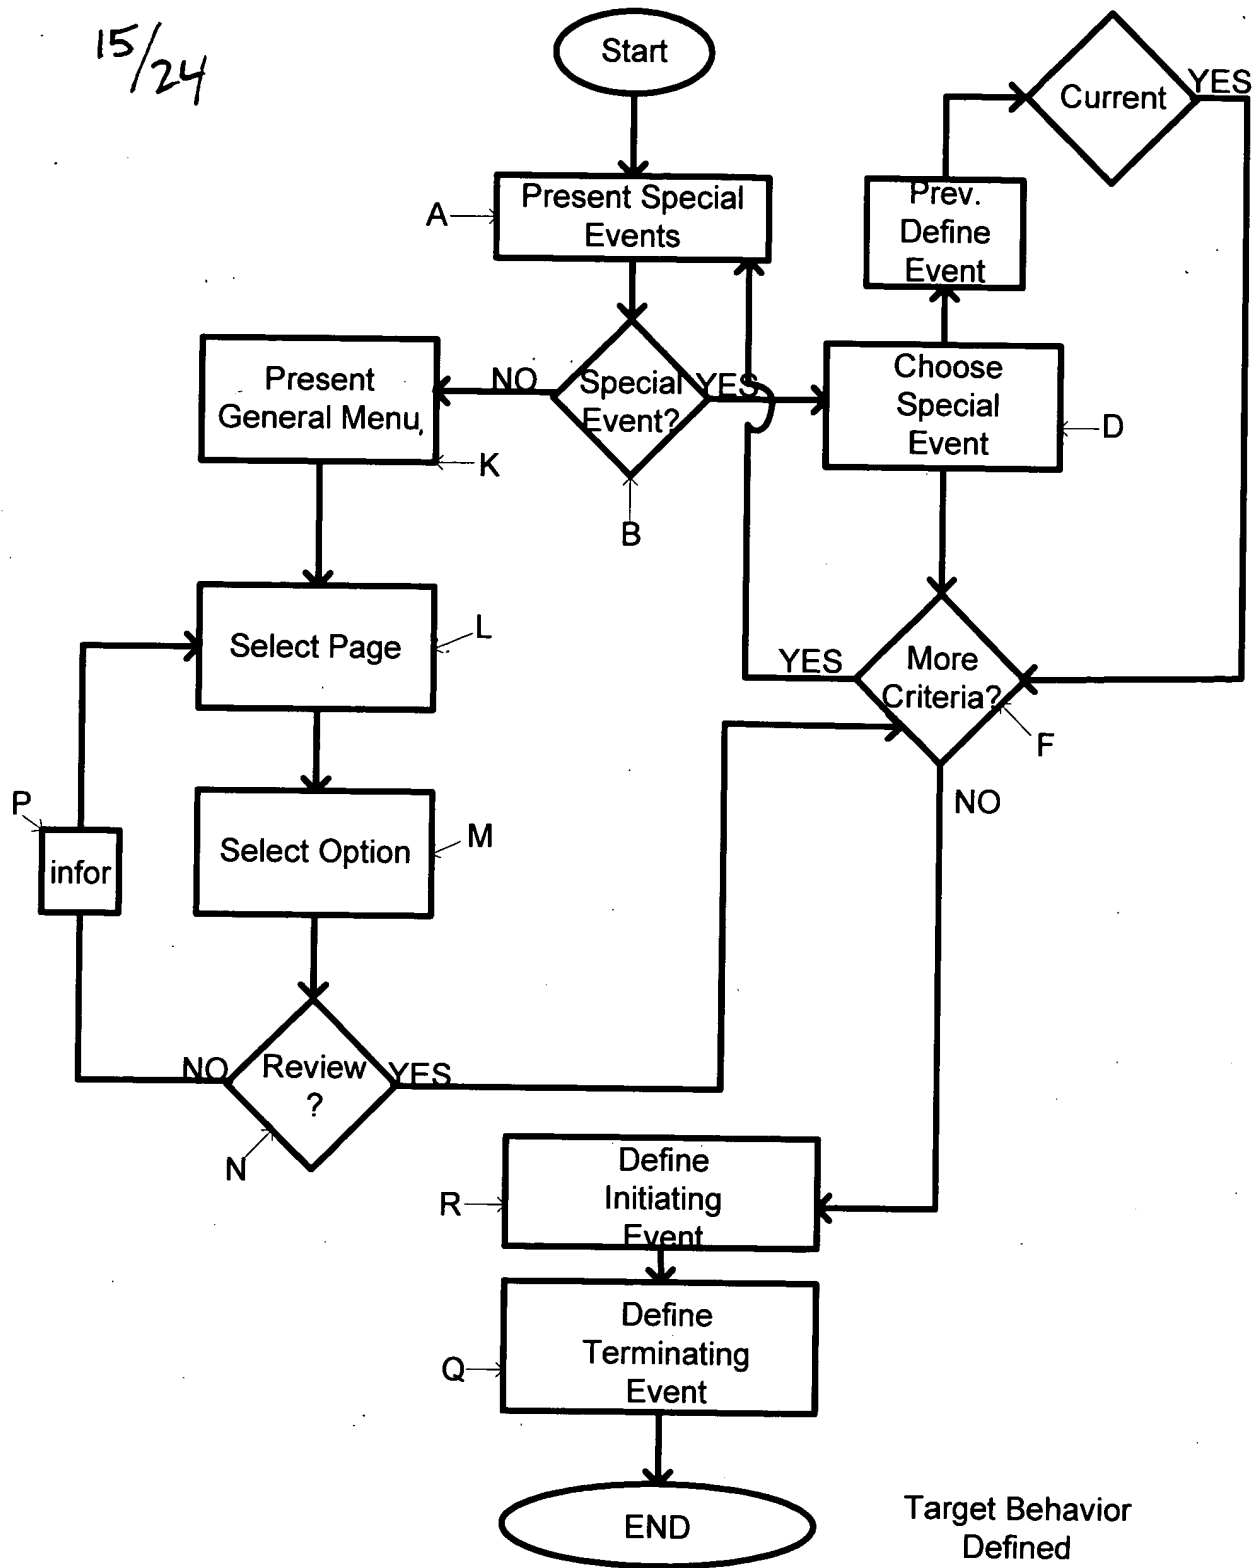 15/24
Start
Current
YES
Present Special
Events
A
Prev.
Define
Event
Present
General Menu,
K
NO
Special
Event?
YES
B
Choose
Special
Event
D
Select Page
L
YES
More
Criteria?
F
NO
P
infor
Select Option
M
NO
Review
?
YES
N
Define
Initiating
Event
R
Define
Terminating
Event
Q
END
Target Behavior
Defined